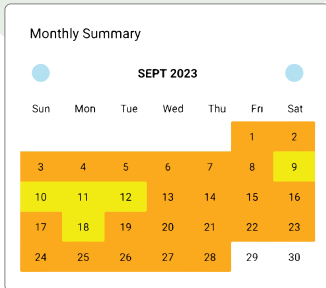 Monthly Summary
SEPT 2023
Sun Mon Tue Wed Thu Fri Sat
1 2
3 4 5 6 7 8 9
10 11 12 13 14 15 16
17 18 19 20 21 22 23
24 25 26 27 28 29 30